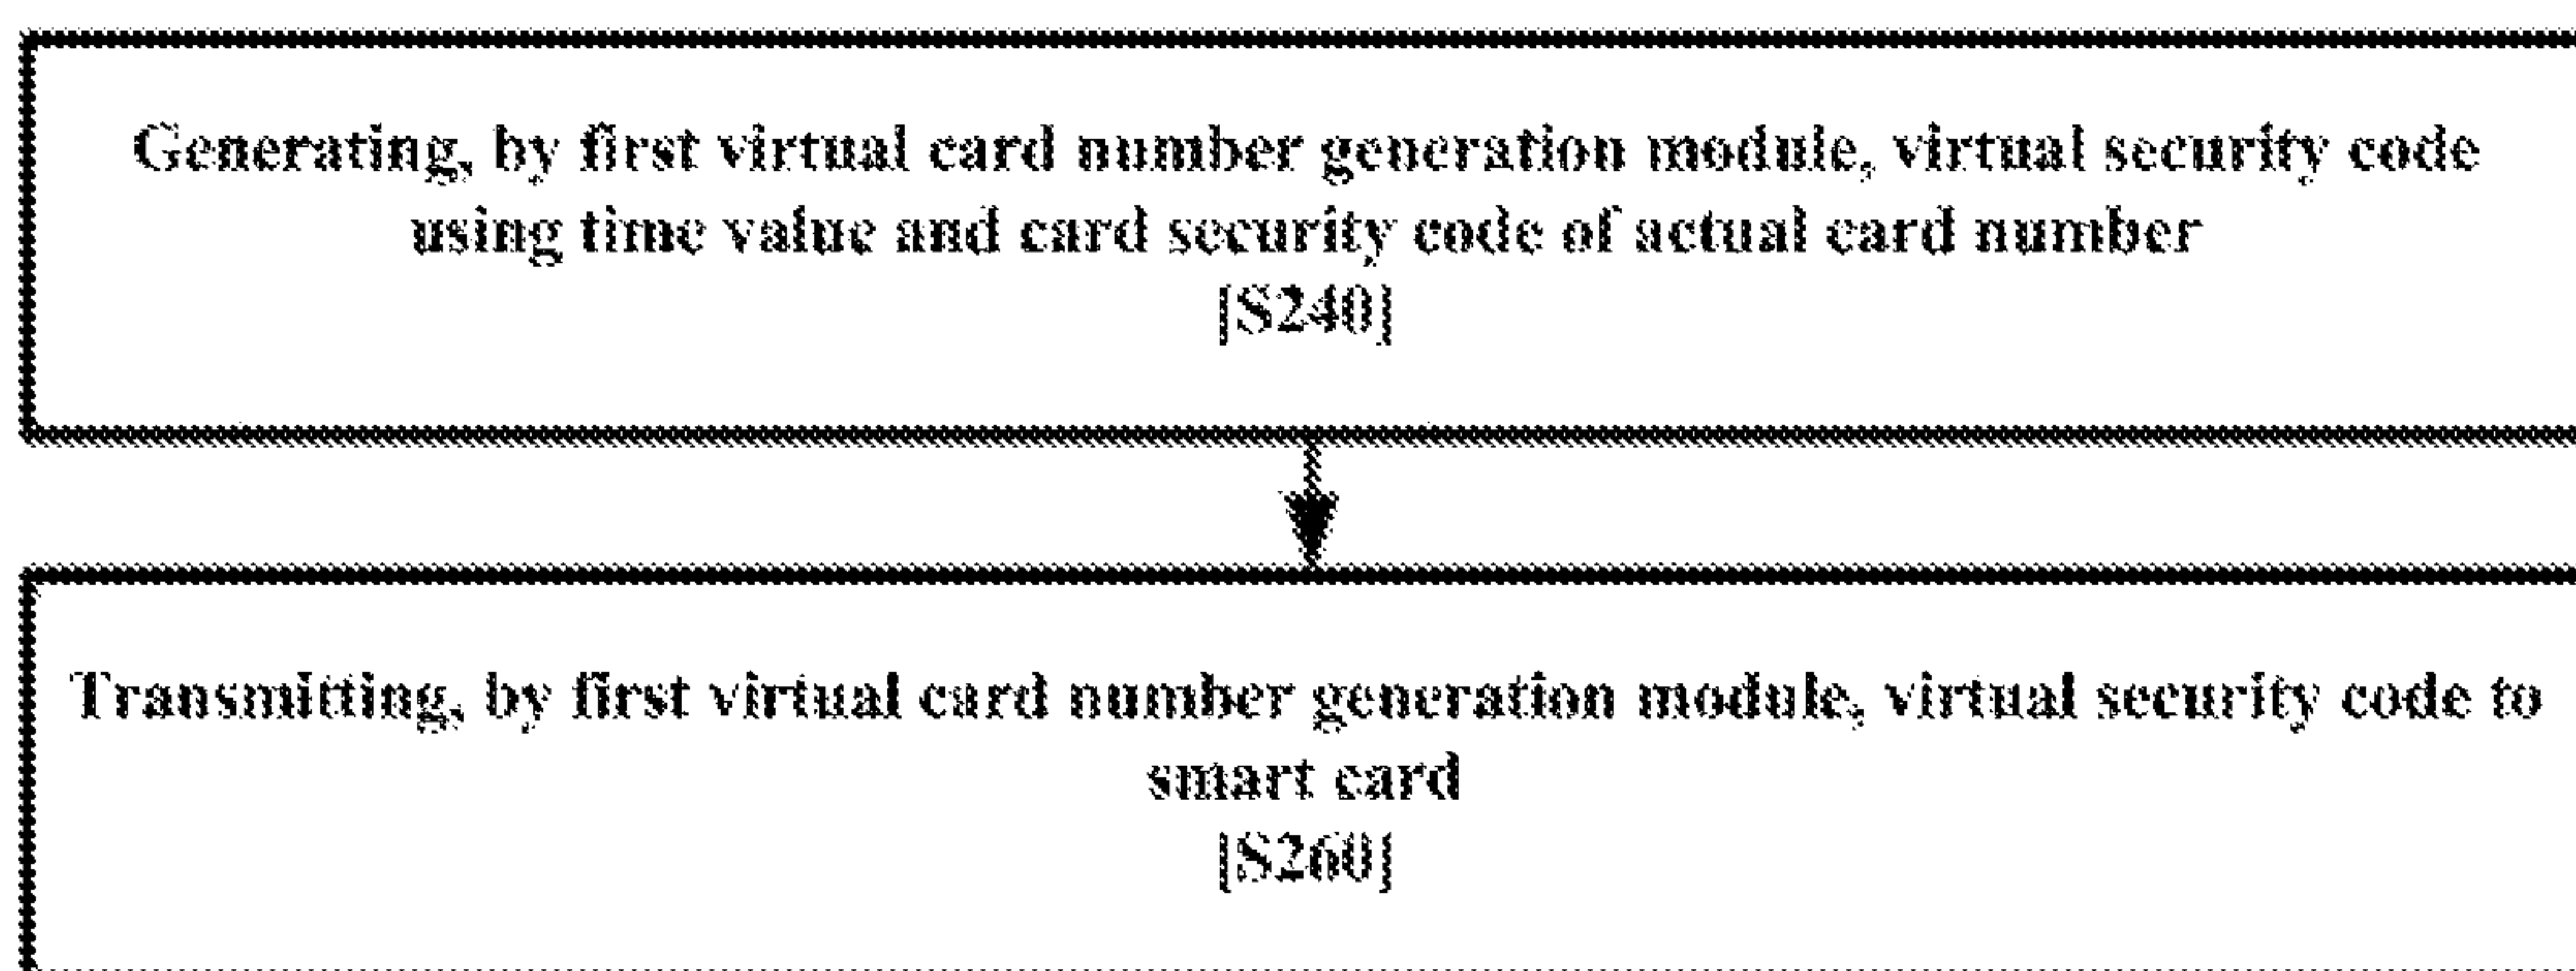 Generating, by first virtual card number generation module, virtual security code
using time value and card security code of actual card number
[S240]
Transmitting, by first virtual card number generation module, virtual security code to
smart card
[S260]